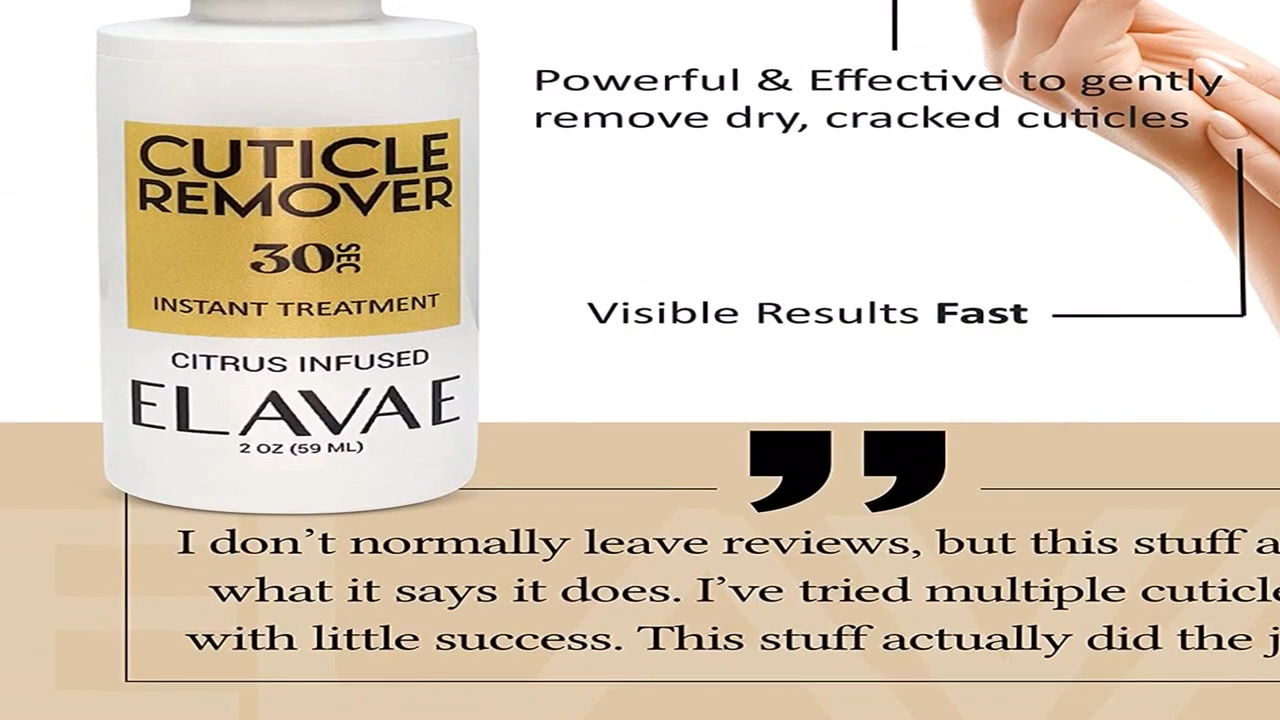 CUTICLE
REMOVER
30 SEC
INSTANT TREATMENT
CITRUS INFUSED
ELAVAE
2 OZ (59 ML)
Powerful & Effective to gently
remove dry, cracked cuticles
Visible Results Fast
”
I don’t normally leave reviews, but this stuff a
what it says it does. I’ve tried multiple cuticle
with little success. This stuff actually did the j